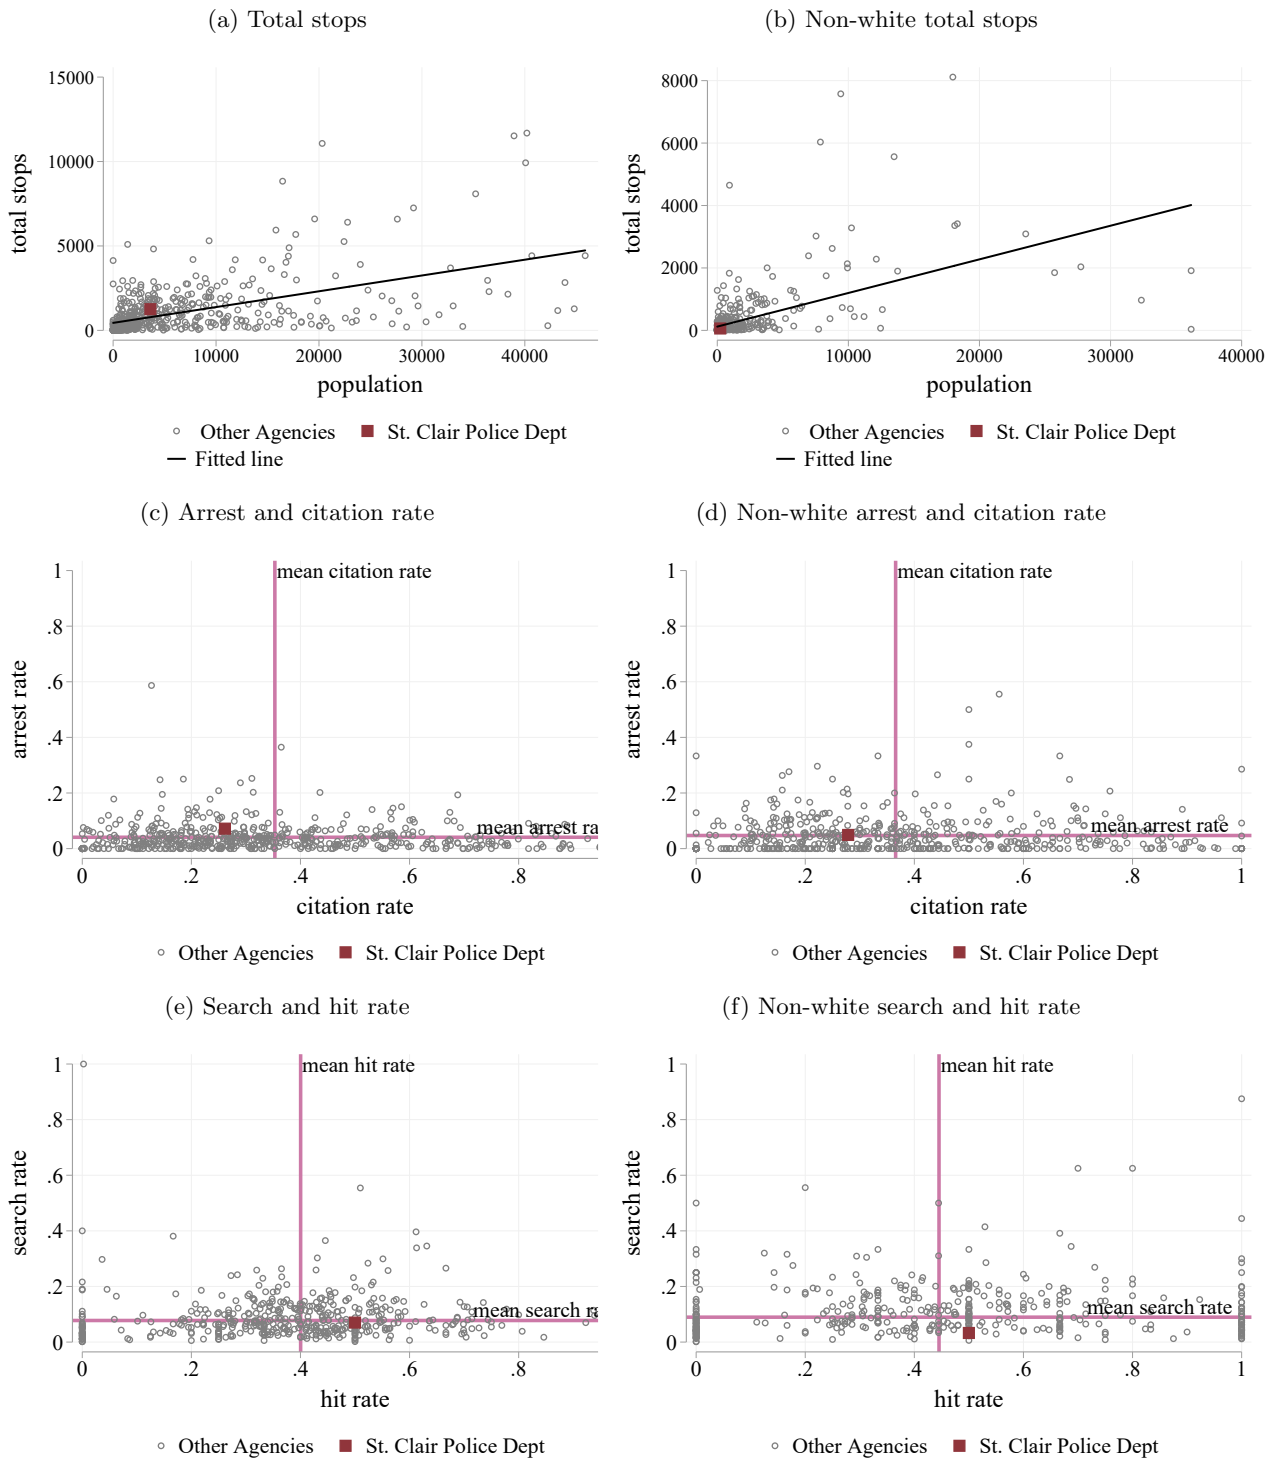 (a) Total stops
(b) Non-white total stops
total stops
15000
10000
5000
0
0 10000 20000 30000 40000
population
Other Agencies St. Clair Police Dept
Fitted line
total stops
8000
6000
4000
2000
0
0 10000 20000 30000 40000
population
Other Agencies St. Clair Police Dept
Fitted line
(c) Arrest and citation rate
(d) Non-white arrest and citation rate
arrest rate
1
.8
.6
.4
.2
0
mean citation rate
mean arrest ra
0 .2 .4 .6 .8
citation rate
Other Agencies St. Clair Police Dept
arrest rate
1
.8
.6
.4
.2
0
mean citation rate
mean arrest rate
0 .2 .4 .6 .8 1
citation rate
Other Agencies St. Clair Police Dept
(e) Search and hit rate
(f) Non-white search and hit rate
search rate
1
.8
.6
.4
.2
0
mean hit rate
mean search ra
0 .2 .4 .6 .8
hit rate
Other Agencies St. Clair Police Dept
search rate
1
.8
.6
.4
.2
0
mean hit rate
mean search rate
0 .2 .4 .6 .8 1
hit rate
Other Agencies St. Clair Police Dept